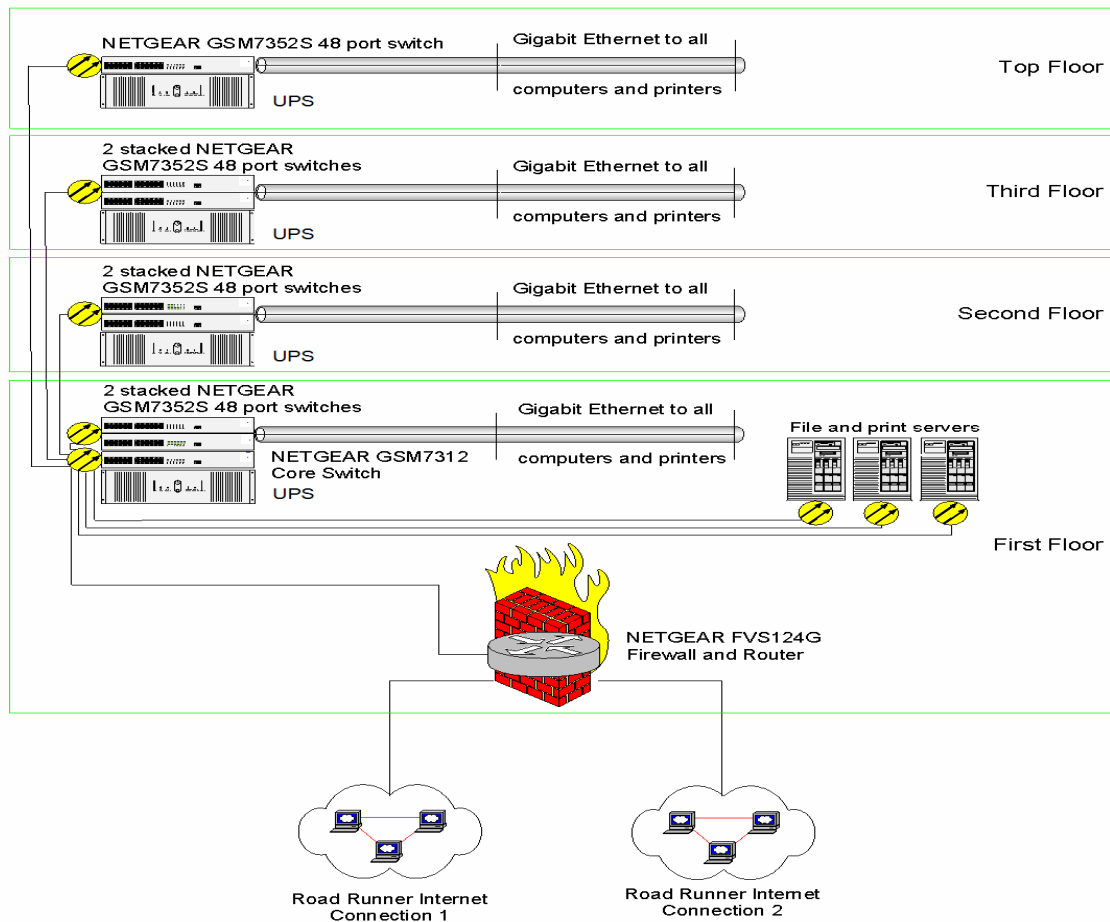 NETGEAR GSM7352S 48 port switch
Gigabit Ethernet to all
computers and printers
UPS
Top Floor
2 stacked NETGEAR
GSM7352S 48 port switches
Gigabit Ethernet to all
computers and printers
UPS
Third Floor
2 stacked NETGEAR
GSM7352S 48 port switches
Gigabit Ethernet to all
computers and printers
UPS
Second Floor
2 stacked NETGEAR
GSM7352S 48 port switches
Gigabit Ethernet to all
computers and printers
NETGEAR GSM7312
Core Switch
UPS
File and print servers
First Floor
NETGEAR FVS124G
Firewall and Router
Road Runner Internet
Connection 1
Road Runner Internet
Connection 2